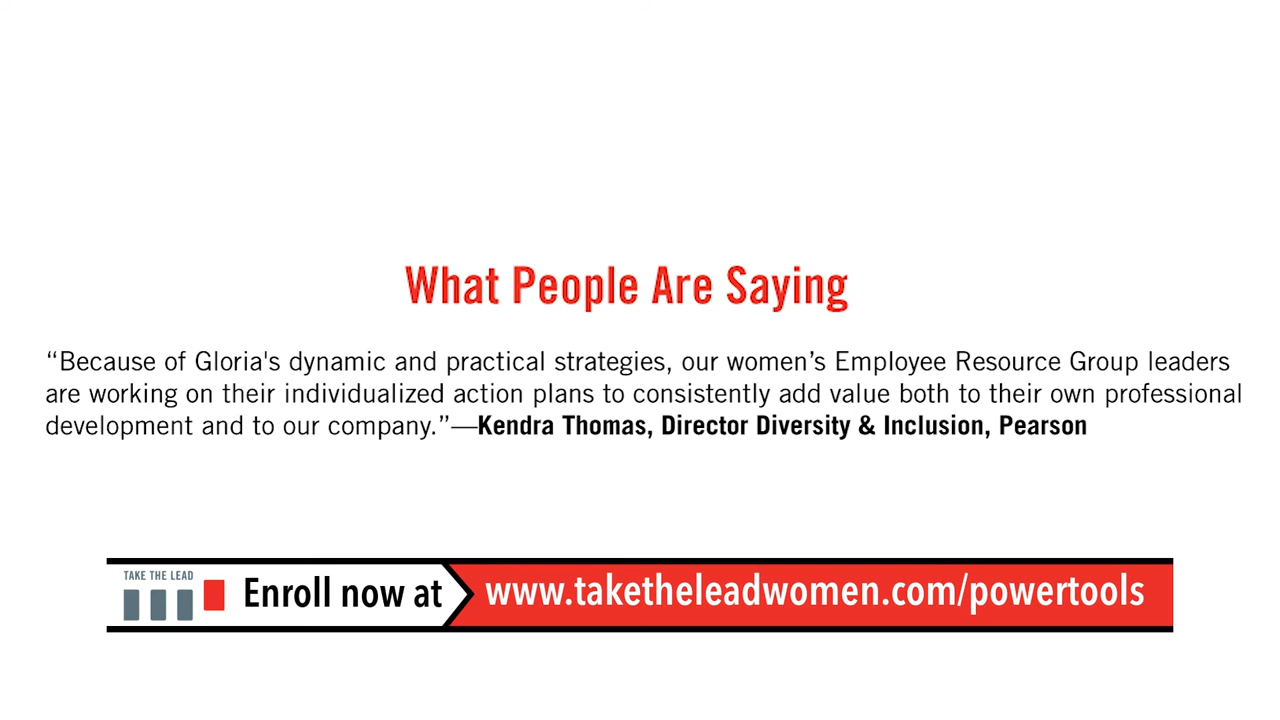 What People Are Saying
“Because of Gloria's dynamic and practical strategies, our women’s Employee Resource Group leaders
are working on their individualized action plans to consistently add value both to their own professional
development and to our company.”—Kendra Thomas, Director Diversity & Inclusion, Pearson
TAKE THE LEAD
Enroll now at www.taketheleadwomen.com/powertools